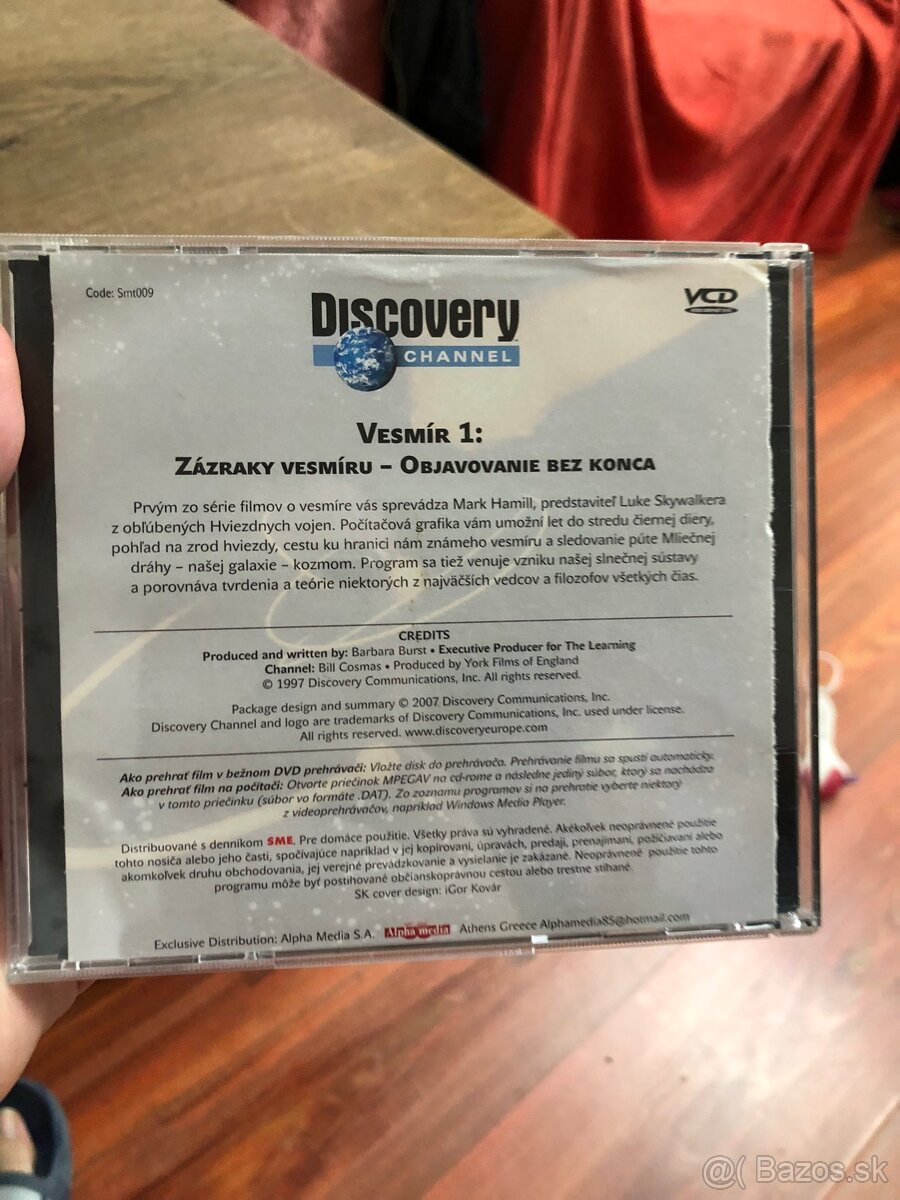 Code: Smt009
VCD
Discovery
CHANNEL
VESMÍR 1:
ZÁZRAKY VESMÍRU – OBJAVOVANIE BEZ KONCA
Prvým zo série filmov o vesmíre vás sprevádza Mark Hamill, predstaviteľ Luke Skywalkera
z obľúbených Hviezdnych vojen. Počítačová grafika vám umožní let do stredu čiernej diery,
pohľad na zrod hviezdy, cestu ku hranici nám známeho vesmíru a sledovanie púte Mliečnej
dráhy – našej galaxie – kozmom. Program sa tiež venuje vzniku našej slnečnej sústavy
a porovnáva tvrdenia a teórie niektorých z najväčších vedcov a filozofov všetkých čias.
CREDITS
Produced and written by: Barbara Burst • Executive Producer for The Learning
Channel: Bill Cosmas • Produced by York Films of England
© 1997 Discovery Communications, Inc. All rights reserved.
Package design and summary © 2007 Discovery Communications, Inc.
Discovery Channel and logo are trademarks of Discovery Communications, Inc. used under license.
All rights reserved. www.discoveryeurope.com
Ako prehrať film v bežnom DVD prehrávači: Vložte disk do prehrávača. Prehrávanie filmu sa spustí automaticky.
Ako prehrať film na počítači: Otvorte priečinok MPEGAV na cd-rome a následne jediný súbor, ktorý sa nachádza
v tomto priečinku (súbor vo formáte .DAT). Zo zoznamu programov si na prehratie vyberte niektorý
z videoprehrávačov, napríklad Windows Media Player.
Distribuované s denníkom SME. Pre domáce použitie. Všetky práva sú vyhradené. Akékoľvek neoprávnené použitie
tohto nosiča alebo jeho časti, spočívajúce napríklad v jej kopírovaní, úpravách, predaji, prenajímaní, požičiavaní alebo
akomkoľvek druhu obchodovania, jej verejné prevádzkovanie a vysielanie je zakázané. Neoprávnené použitie tohto
programu môže byť postihované občianskoprávnou cestou alebo trestne stíhané.
SK cover design: iGor Kovár
Exclusive Distribution: Alpha Media S.A. Alpha media Athens Greece Alphamedia85@hotmail.com
@( Bazos.sk